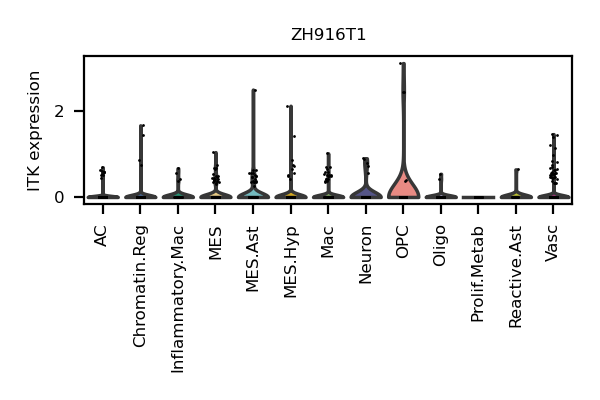 ZH916T1
ITK expression
2
0
AC
Chromatin.Reg
Inflammatory.Mac
MES
MES.Ast
MES.Hyp
Mac
Neuron
OPC
Oligo
Prolif.Metab
Reactive.Ast
Vasc